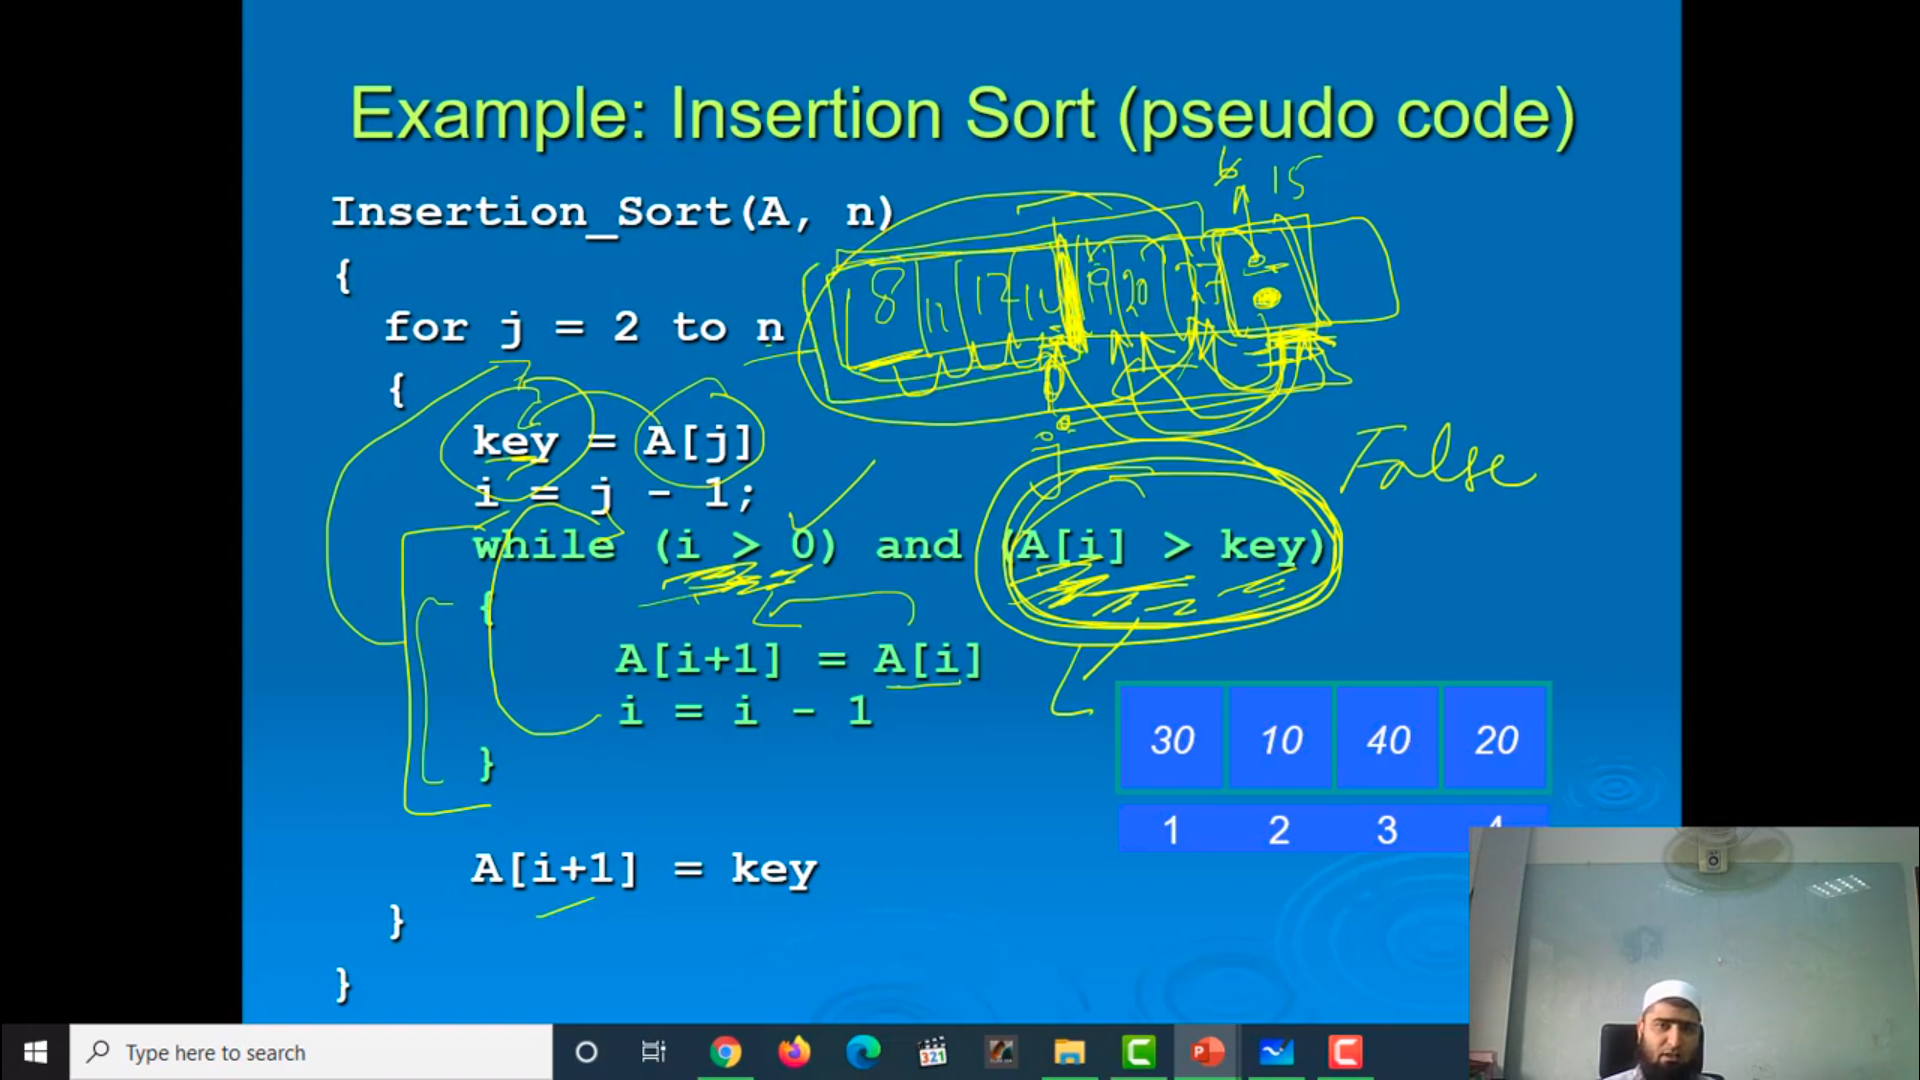 Example: Insertion Sort (pseudo code)
6 15
Insertion_Sort(A, n)
{
8 11 12 19 20 27
for j = 2 to n
{
key = A[j]
False
i = j - 1;
while (i > 0) and (A[i] > key)
{
A[i+1] = A[i]
i = i - 1
30 10 40 20
}
1 2 3 4
A[i+1] = key
}
}
Type here to search
321